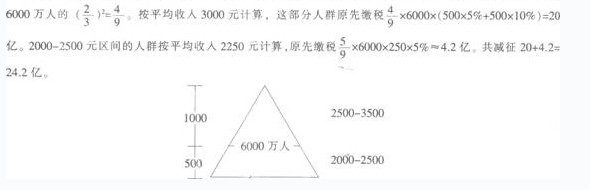 6000 万人的 (2/3)²=4/9。按平均收入 3000 元计算，这部分人群原先缴税 4/9 ×6000×(500×5%+500×10%)=20
亿。2000-2500 元区间的人群按平均收入 2250 元计算,原先缴税 5/9 ×6000×250×5%≈4.2 亿。共减征 20+4.2=
24.2 亿。
1000
2500-3500
6000 万人
500
2000-2500